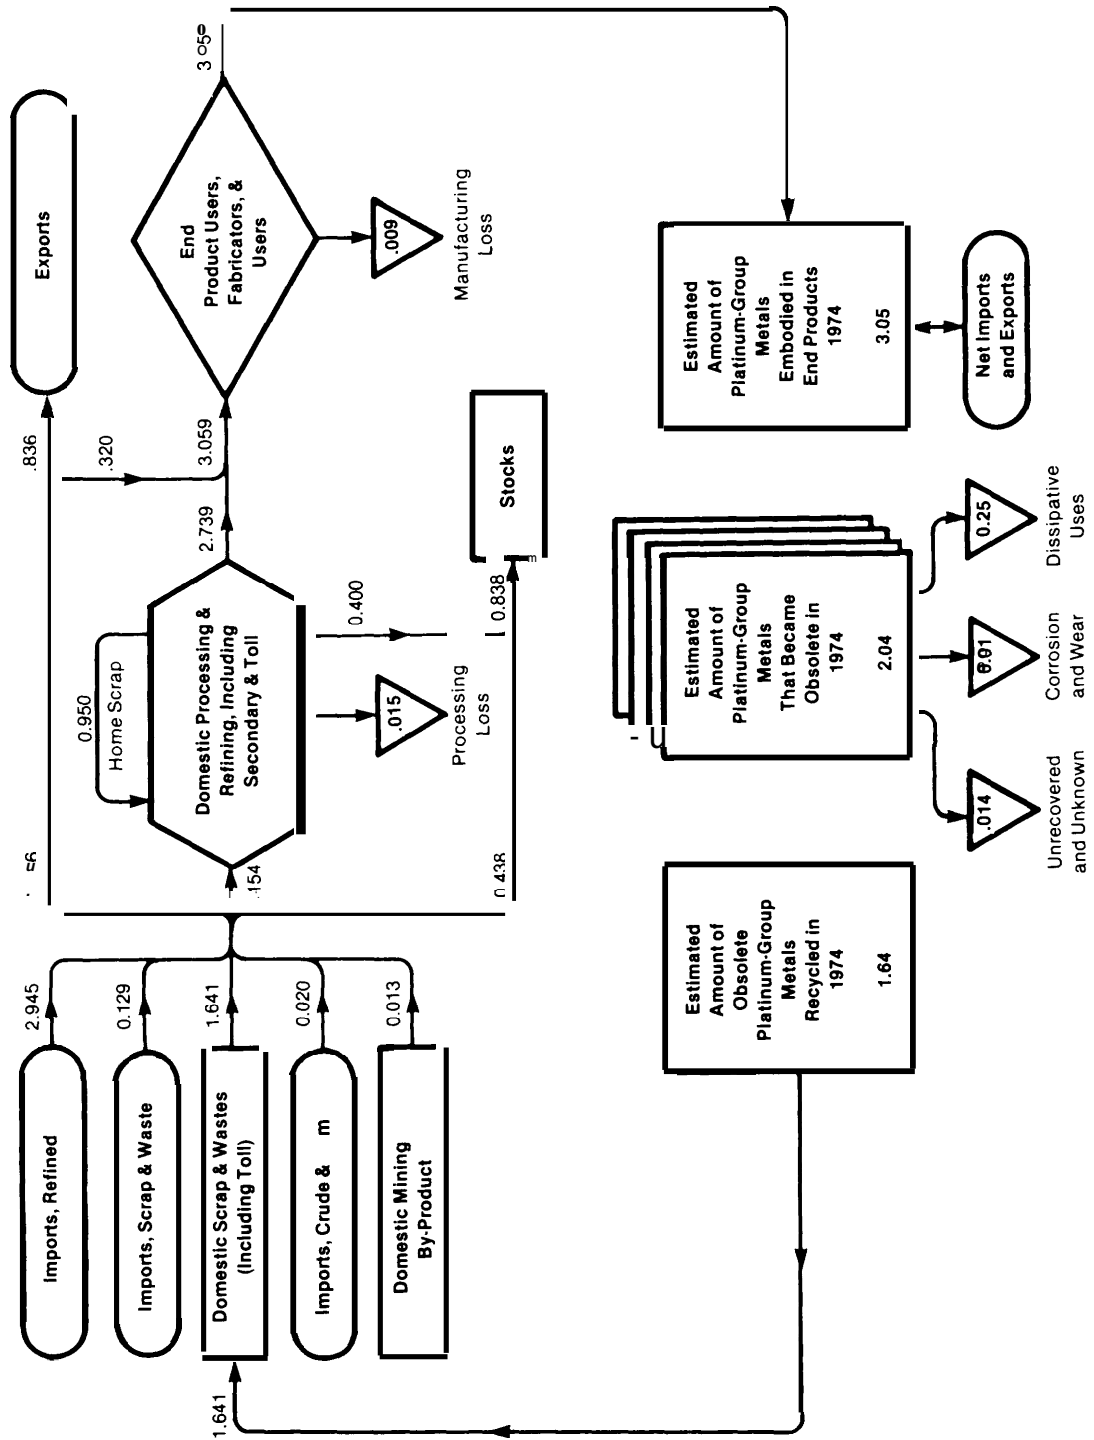 Imports, Refined
2.945
Imports, Scrap & Waste
0.129
Domestic Scrap & Wastes
(Including Toll)
1.641
1.641
Imports, Crude & m
0.020
Domestic Mining
By-Product
0.013
.836
Exports
.320
0.950
Home Scrap
Domestic Processing &
Refining, Including
Secondary & Toll
.154
2.739
3.059
End
Product Users,
Fabricators, &
Users
.009
Manufacturing
Loss
.015
Processing
Loss
0.400
0.438
0.838
Stocks
Estimated
Amount of
Obsolete
Platinum-Group
Metals
Recycled in
1974
1.64
Estimated
Amount of
Platinum-Group
Metals
That Became
Obsolete in
1974
2.04
.014
Unrecovered
and Unknown
Corrosion
and Wear
0.25
Dissipative
Uses
Estimated
Amount of
Platinum-Group
Metals
Embodied in
End Products
1974
3.05
Net Imports
and Exports